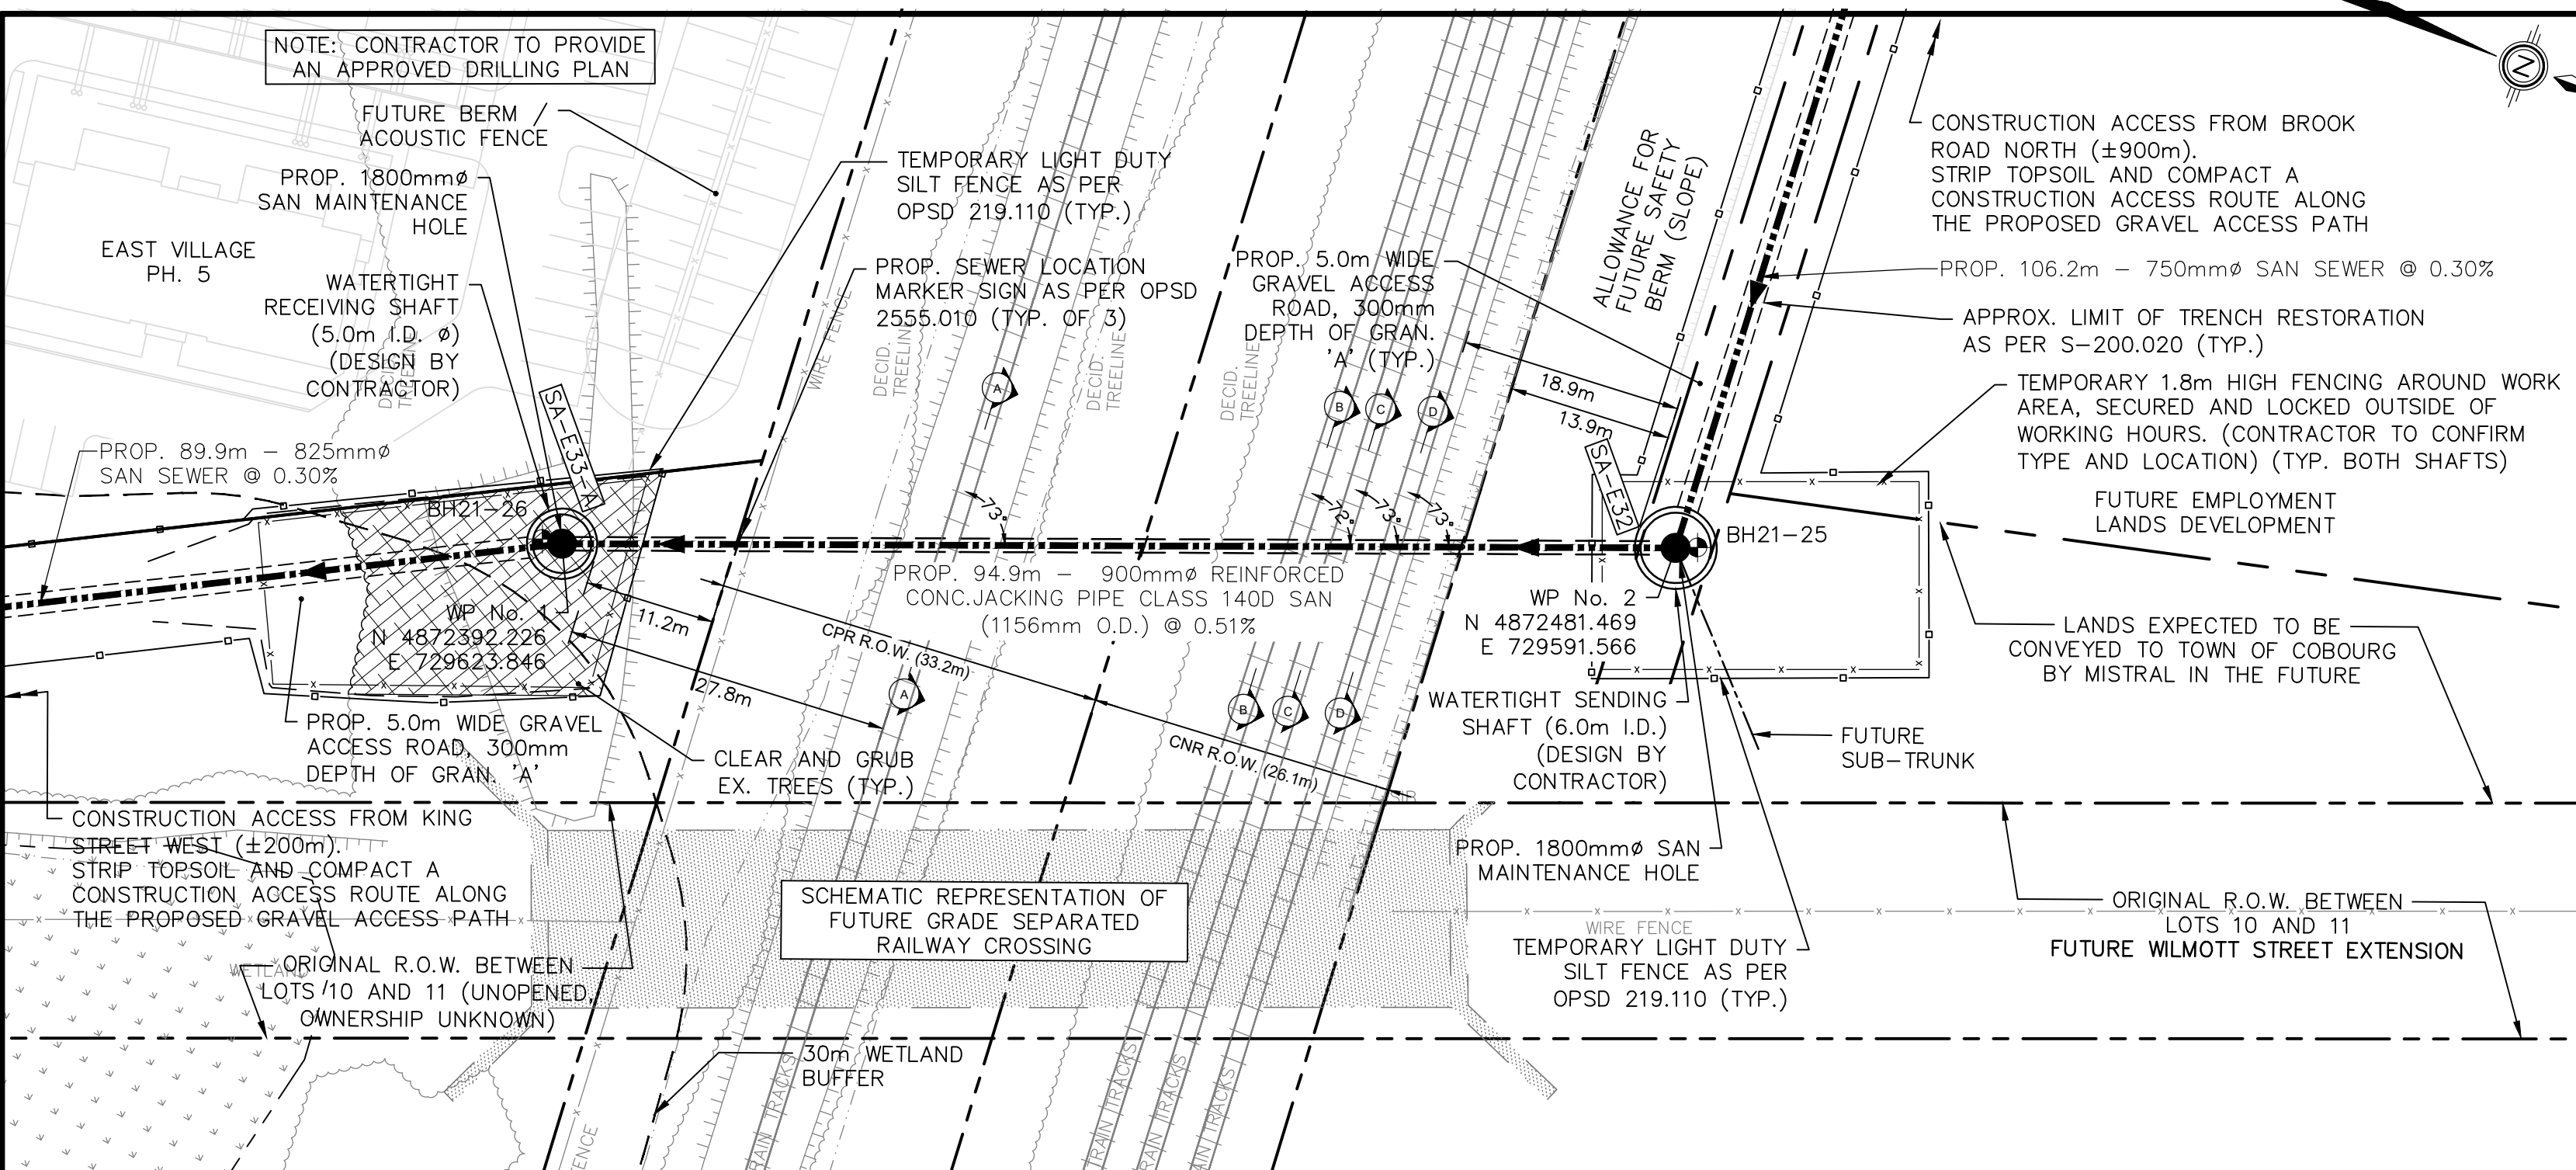 NOTE: CONTRACTOR TO PROVIDE
AN APPROVED DRILLING PLAN
FUTURE BERM /
ACOUSTIC FENCE
PROP. 1800mmø
SAN MAINTENANCE
HOLE
EAST VILLAGE
PH. 5
WATERTIGHT
RECEIVING SHAFT
(5.0m I.D. ø)
(DESIGN BY
CONTRACTOR)
DECID.
PROP. 89.9m – 825mmø
SAN SEWER @ 0.30%
SA-E33-A
BH21-26
WP No. 1
N 4872392.226
E 729623.846
TEMPORARY LIGHT DUTY
SILT FENCE AS PER
OPSD 219.110 (TYP.)
PROP. SEWER LOCATION
MARKER SIGN AS PER OPSD
2555.010 (TYP. OF 3)
WIRE FENCE
DECID.
TREELINE
DECID.
TREELINE
DECID.
TREELINE
A
B
C
D
73°
72°
73°
73°
PROP. 5.0m WIDE
GRAVEL ACCESS
ROAD, 300mm
DEPTH OF GRAN.
'A' (TYP.)
ALLOWANCE FOR
FUTURE SAFETY
BERM (SLOPE)
18.9m
13.9m
N
CONSTRUCTION ACCESS FROM BROOK
ROAD NORTH (±900m).
STRIP TOPSOIL AND COMPACT A
CONSTRUCTION ACCESS ROUTE ALONG
THE PROPOSED GRAVEL ACCESS PATH
PROP. 106.2m – 750mmø SAN SEWER @ 0.30%
APPROX. LIMIT OF TRENCH RESTORATION
AS PER S-200.020 (TYP.)
TEMPORARY 1.8m HIGH FENCING AROUND WORK
AREA, SECURED AND LOCKED OUTSIDE OF
WORKING HOURS. (CONTRACTOR TO CONFIRM
TYPE AND LOCATION) (TYP. BOTH SHAFTS)
FUTURE EMPLOYMENT
LANDS DEVELOPMENT
SA-E32
BH21-25
PROP. 94.9m – 900mmø REINFORCED
CONC.JACKING PIPE CLASS 140D SAN
(1156mm O.D.) @ 0.51%
WP No. 2
N 4872481.469
E 729591.566
11.2m
27.8m
CPR R.O.W. (33.2m)
CNR R.O.W. (26.1m)
A
B
C
D
WATERTIGHT SENDING
SHAFT (6.0m I.D.)
(DESIGN BY
CONTRACTOR)
LANDS EXPECTED TO BE
CONVEYED TO TOWN OF COBOURG
BY MISTRAL IN THE FUTURE
FUTURE
SUB-TRUNK
PROP. 5.0m WIDE GRAVEL
ACCESS ROAD, 300mm
DEPTH OF GRAN. 'A'
CLEAR AND GRUB
EX. TREES (TYP.)
CONSTRUCTION ACCESS FROM KING
STREET WEST (±200m).
STRIP TOPSOIL AND COMPACT A
CONSTRUCTION ACCESS ROUTE ALONG
THE PROPOSED GRAVEL ACCESS PATH
SCHEMATIC REPRESENTATION OF
FUTURE GRADE SEPARATED
RAILWAY CROSSING
PROP. 1800mmø SAN
MAINTENANCE HOLE
WIRE FENCE
TEMPORARY LIGHT DUTY
SILT FENCE AS PER
OPSD 219.110 (TYP.)
ORIGINAL R.O.W. BETWEEN
LOTS 10 AND 11
FUTURE WILMOTT STREET EXTENSION
WETLAND
ORIGINAL R.O.W. BETWEEN
LOTS 10 AND 11 (UNOPENED,
OWNERSHIP UNKNOWN)
30m WETLAND
BUFFER
TRACKS
TRAIN TRACKS
TRACKS
TRACKS